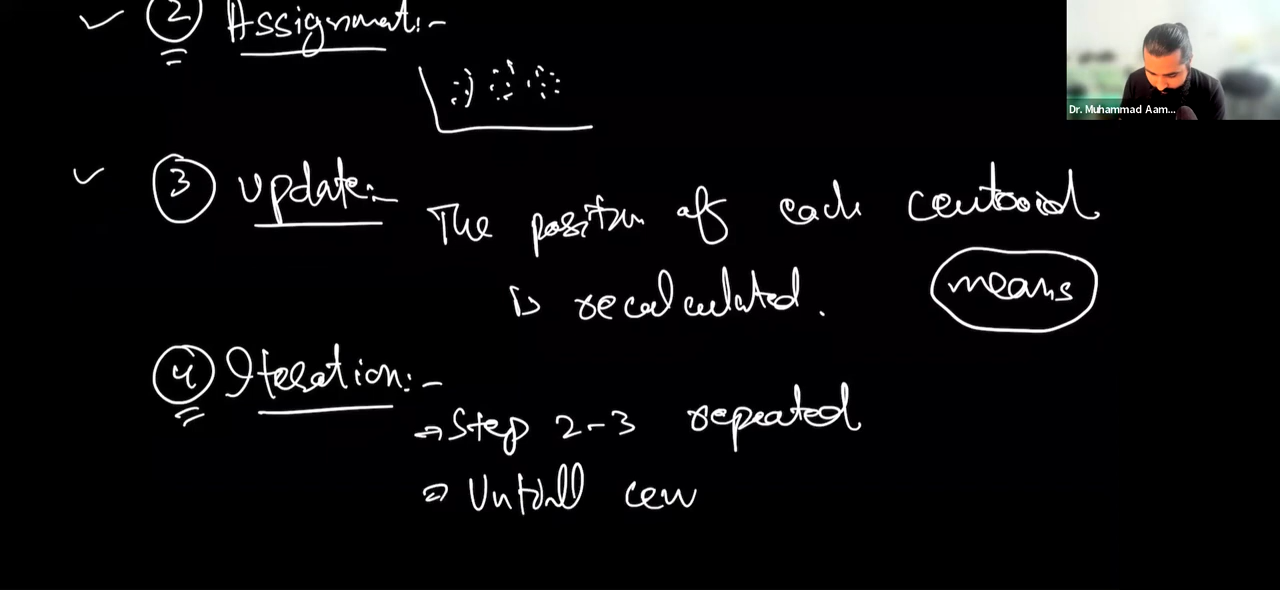 ② Assignment:-
Dr. Muhammad Aam...
③ Update:-
The position of each centroid
is recalculated. means
④ Iteration:-
→ Step 2-3 repeated
→ Untill cen